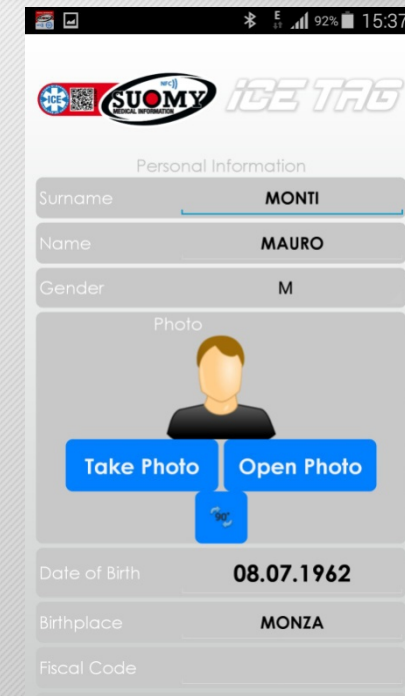 E 92% 15:37
ICE SUOMY NFC ICE TAG
MEDICAL INFORMATION
Personal Information
Surname MONTI
Name MAURO
Gender M
Photo
Take Photo Open Photo
90°
Date of Birth 08.07.1962
Birthplace MONZA
Fiscal Code